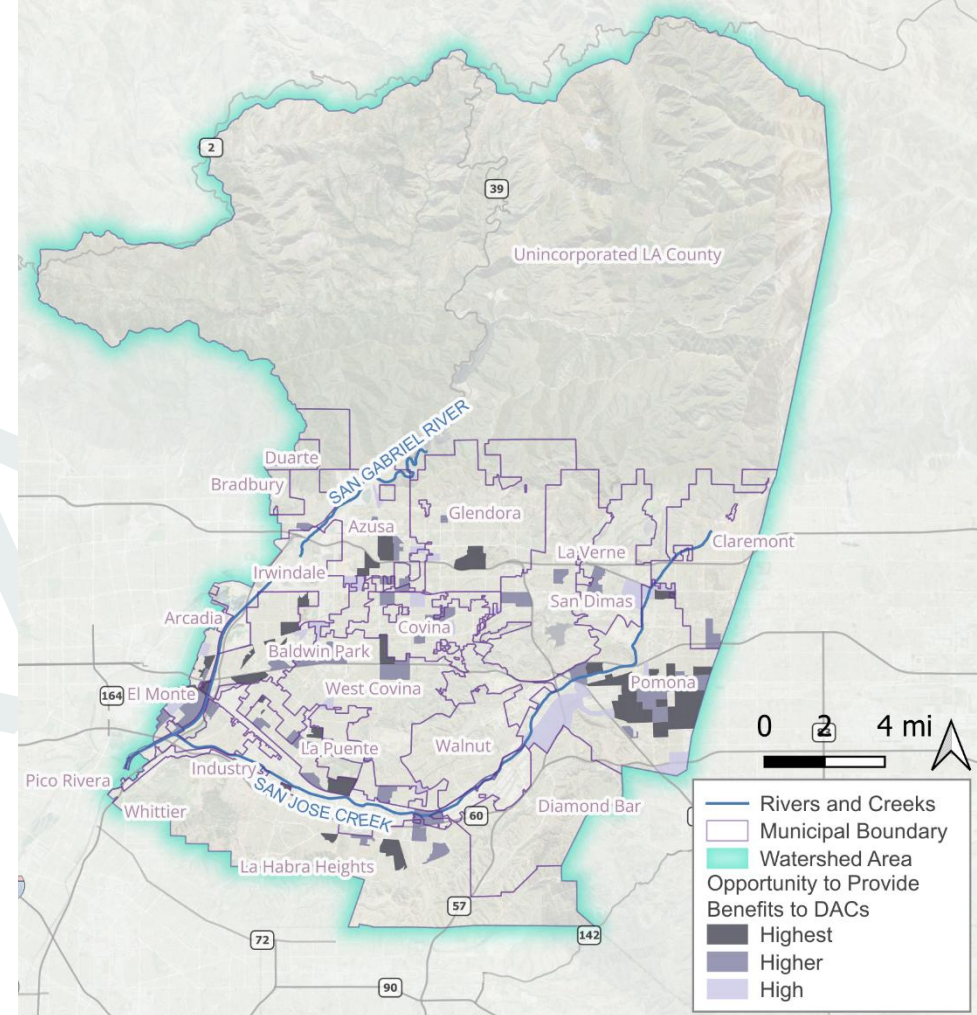 2
39
Unincorporated LA County
SAN GABRIEL RIVER
Duarte
Bradbury
Glendora
Azusa
La Verne
Claremont
Irwindale
San Dimas
Arcadia
Covina
Baldwin Park
Pomona
West Covina
164
El Monte
La Puente
Walnut
Industry
Pico Rivera
SAN JOSE CREEK
Diamond Bar
Whittier
60
La Habra Heights
57
72
142
90
0 2 4 mi
Rivers and Creeks
Municipal Boundary
Watershed Area
Opportunity to Provide
Benefits to DACs
Highest
Higher
High